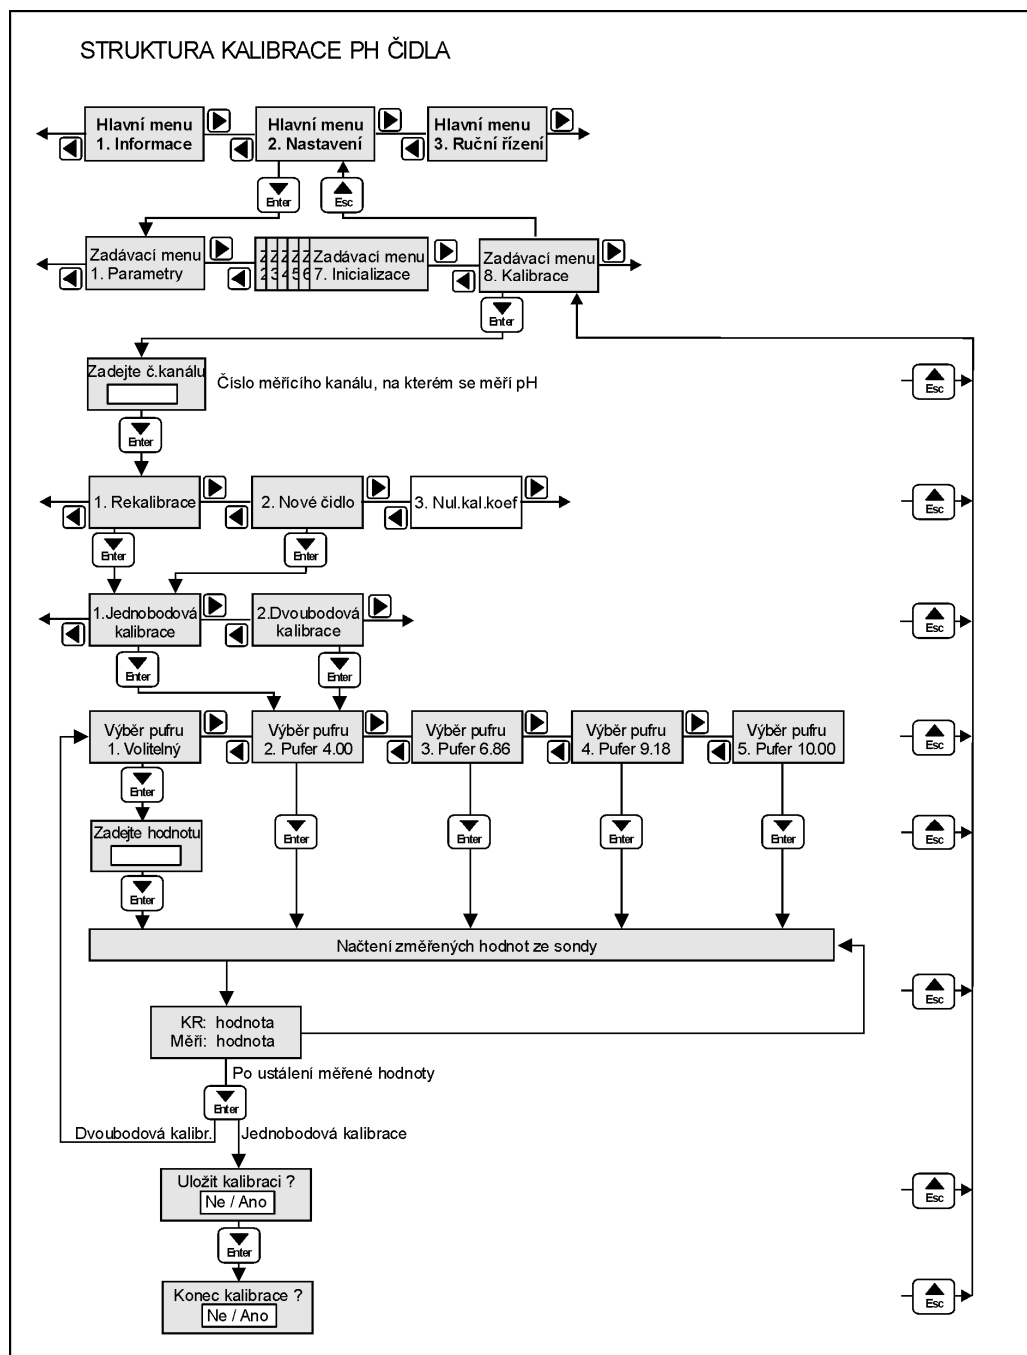 STRUKTURA KALIBRACE PH ČIDLA
Hlavní menu
1. Informace
Hlavní menu
2. Nastavení
Hlavní menu
3. Ruční řízení
Enter
Esc
Zadávací menu
1. Parametry
Z Z Z Z Z
2 3 4 5 6
Zadávací menu
7. Inicializace
Zadávací menu
8. Kalibrace
Enter
Zadejte č.kanálu
Číslo měřícího kanálu, na kterém se měří pH
Esc
Enter
1. Rekalibrace
2. Nové čidlo
3. Nul.kal.koef
Esc
Enter
Enter
1.Jednobodová
kalibrace
2.Dvoubodová
kalibrace
Esc
Enter
Enter
Výběr pufru
1. Volitelný
Výběr pufru
2. Pufer 4.00
Výběr pufru
3. Pufer 6.86
Výběr pufru
4. Pufer 9.18
Výběr pufru
5. Pufer 10.00
Esc
Enter
Zadejte hodnotu
Enter
Enter
Enter
Enter
Esc
Enter
Načtení změřených hodnot ze sondy
Esc
KR: hodnota
Měří: hodnota
Po ustálení měřené hodnoty
Enter
Dvoubodová kalibr.
Jednobodová kalibrace
Uložit kalibraci ?
Ne / Ano
Esc
Enter
Konec kalibrace ?
Ne / Ano
Esc